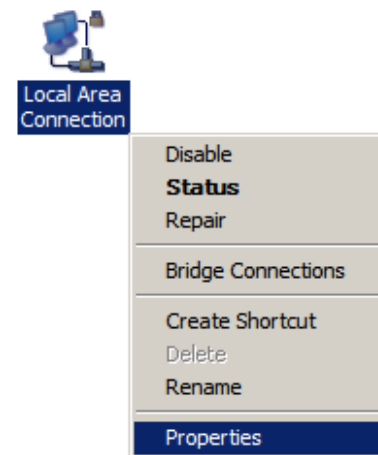 Local Area
Connection
Disable
Status
Repair
Bridge Connections
Create Shortcut
Delete
Rename
Properties